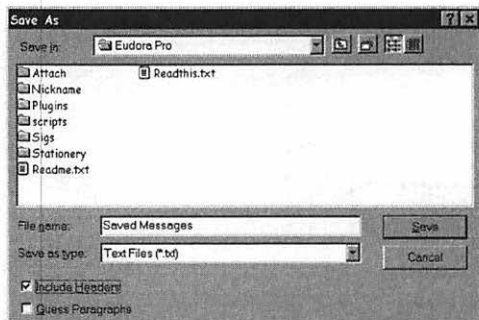 Save As
Save in: Eudora Pro
Attach
Nickname
Plugins
scripts
Sigs
Stationery
Readme.txt
Readthis.txt
File name: Saved Messages Save
Save as type: Text Files (*.txt) Cancel
Include Headers
Guess Paragraphs